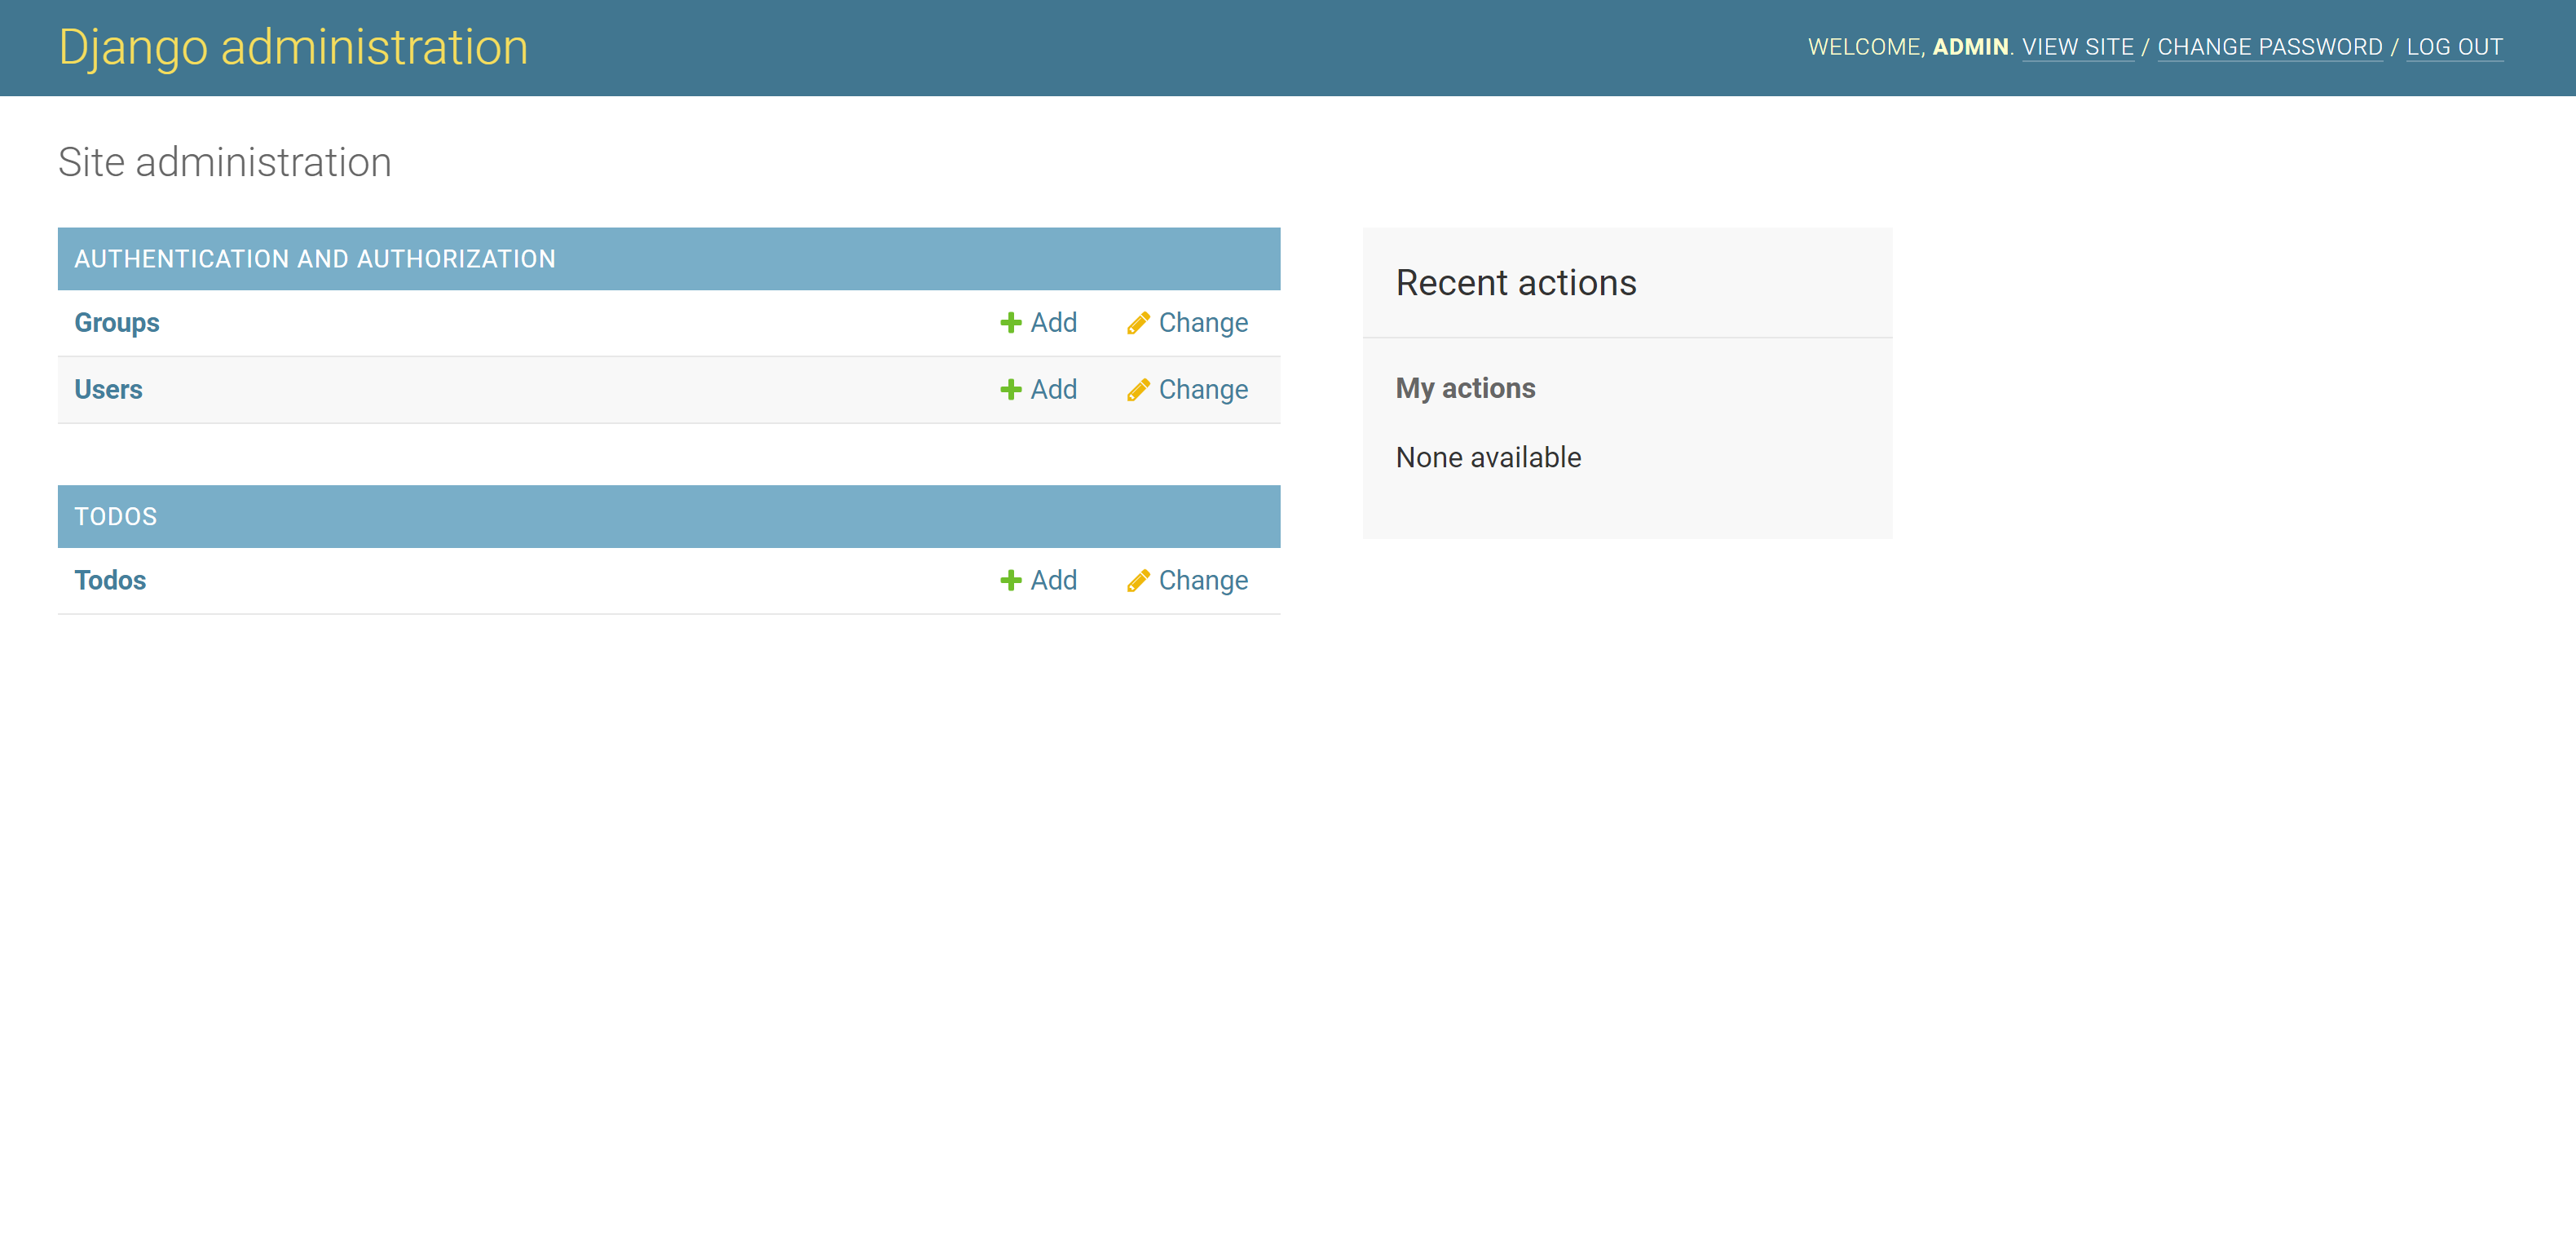 Django administration
WELCOME, ADMIN. VIEW SITE / CHANGE PASSWORD / LOG OUT
Site administration
AUTHENTICATION AND AUTHORIZATION
Groups Add Change
Users Add Change
TODOS
Todos Add Change
Recent actions
My actions
None available